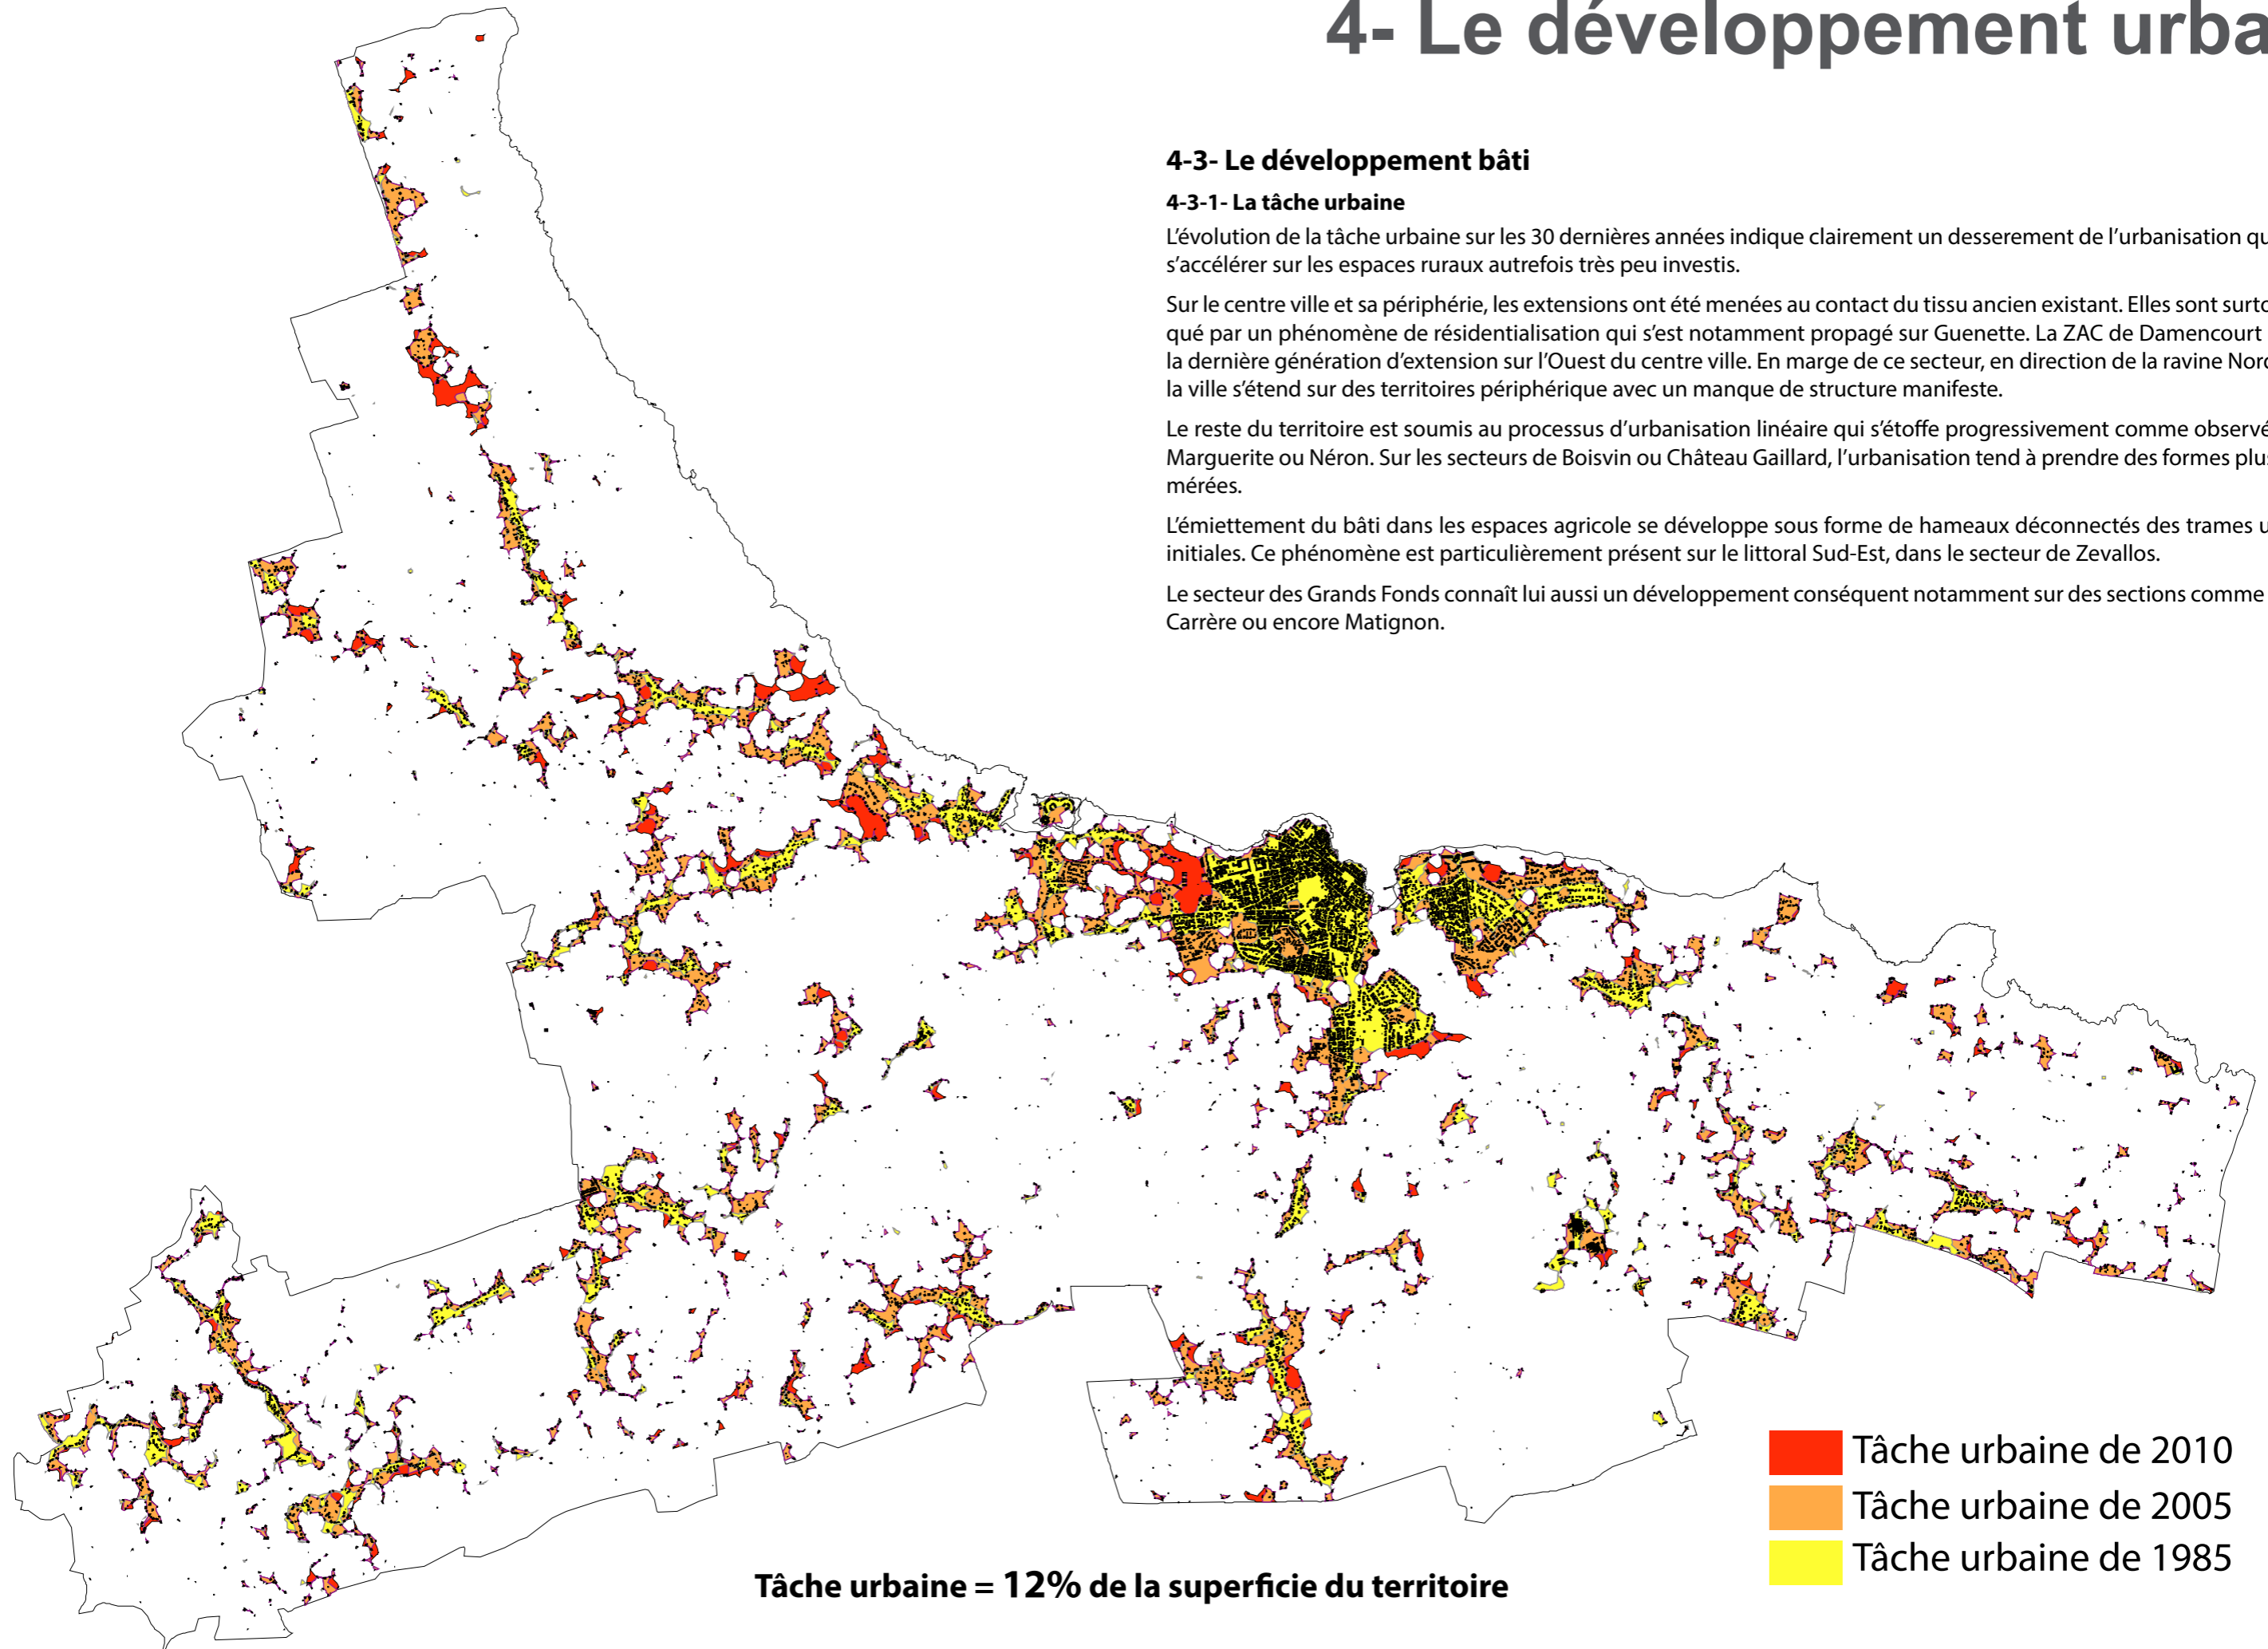 4- Le développement urba
4-3- Le développement bâti
4-3-1- La tâche urbaine
L'évolution de la tâche urbaine sur les 30 dernières années indique clairement un desserement de l'urbanisation qu
s'accélérer sur les espaces ruraux autrefois très peu investis.
Sur le centre ville et sa périphérie, les extensions ont été menées au contact du tissu ancien existant. Elles sont surto
qué par un phénomène de résidentialisation qui s'est notamment propagé sur Guenette. La ZAC de Damencourt
la dernière génération d'extension sur l'Ouest du centre ville. En marge de ce secteur, en direction de la ravine Nord
la ville s'étend sur des territoires périphérique avec un manque de structure manifeste.
Le reste du territoire est soumis au processus d'urbanisation linéaire qui s'étoffe progressivement comme observé
Marguerite ou Néron. Sur les secteurs de Boisvin ou Château Gaillard, l'urbanisation tend à prendre des formes plus
mérées.
L'émiettement du bâti dans les espaces agricole se développe sous forme de hameaux déconnectés des trames u
initiales. Ce phénomène est particulièrement présent sur le littoral Sud-Est, dans le secteur de Zevallos.
Le secteur des Grands Fonds connaît lui aussi un développement conséquent notamment sur des sections comme
Carrère ou encore Matignon.
Tâche urbaine de 2010
Tâche urbaine de 2005
Tâche urbaine de 1985
Tâche urbaine = 12% de la superficie du territoire